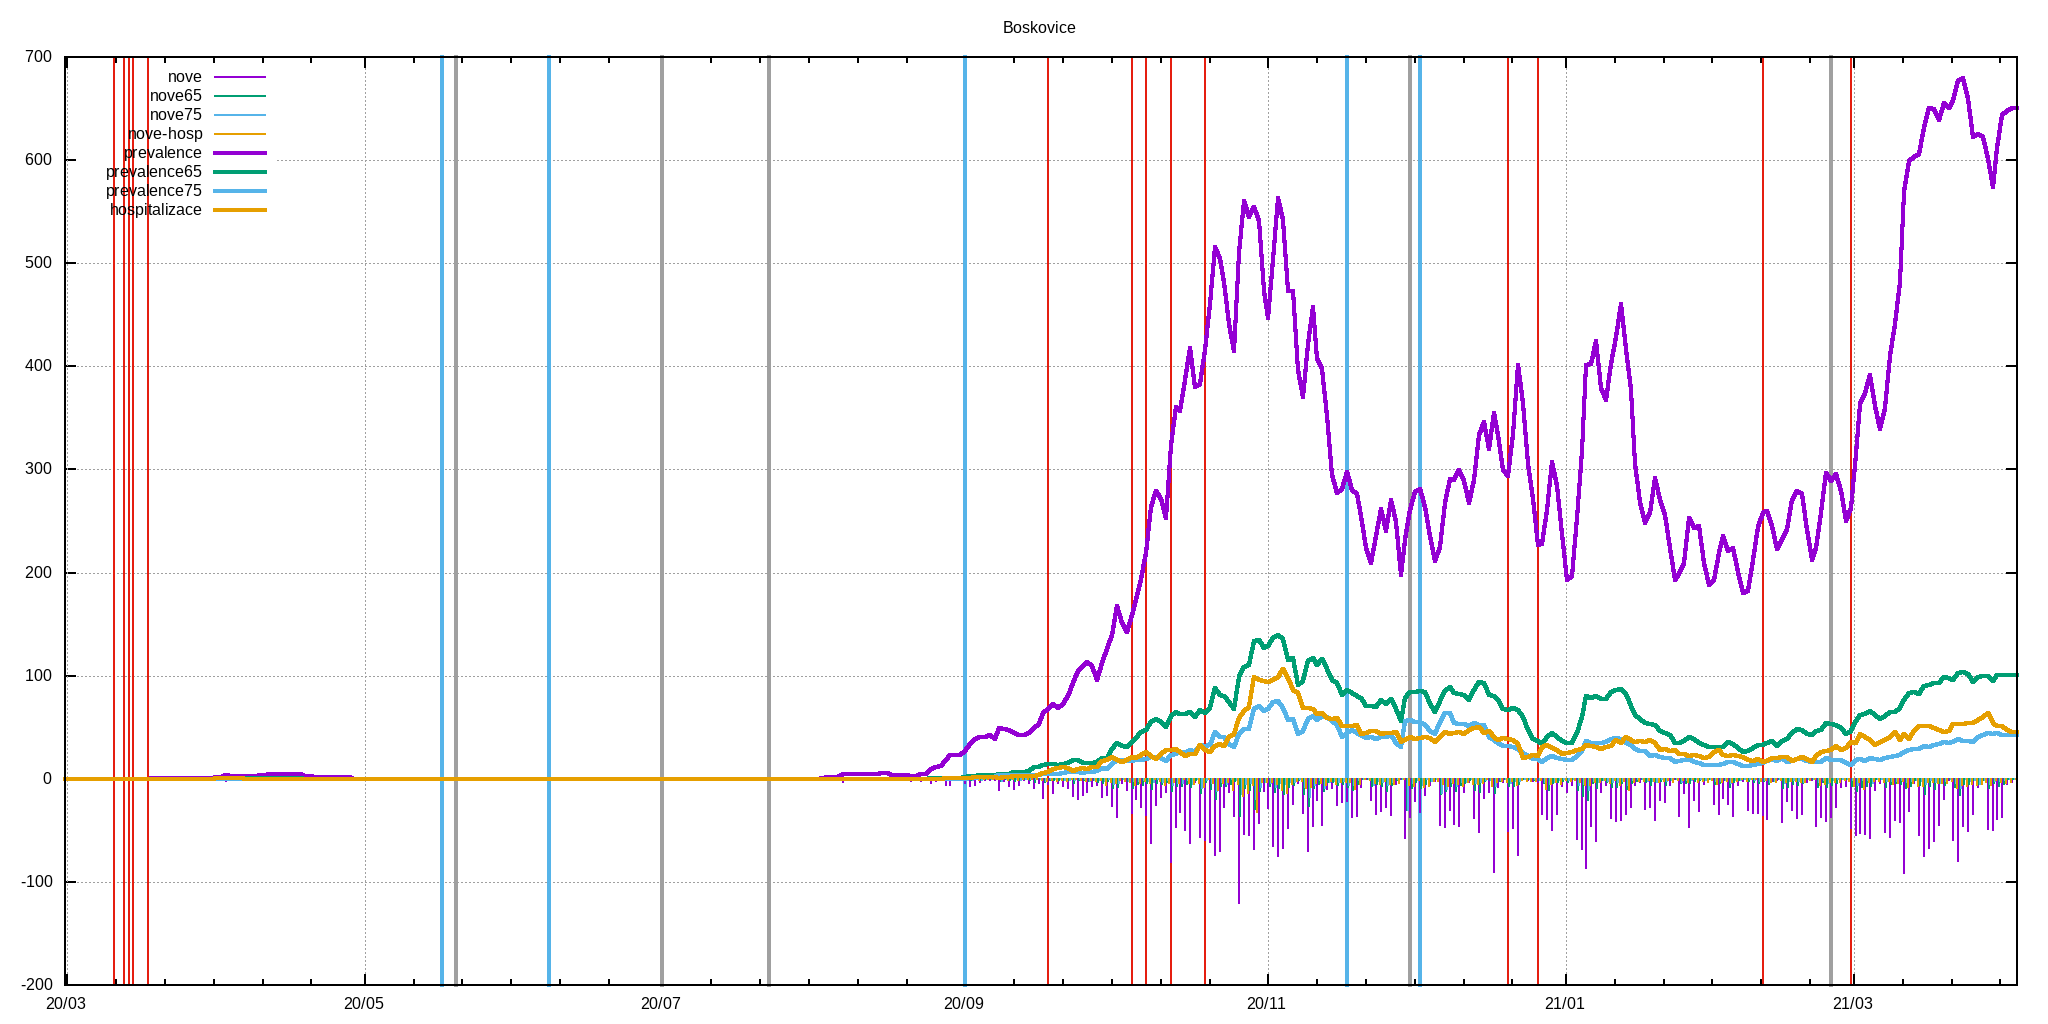 Boskovice
700
600
500
400
300
200
100
0
-100
-200
nove
nove65
nove75
nove-hosp
prevalence
prevalence65
prevalence75
hospitalizace
20/03 20/05 20/07 20/09 20/11 21/01 21/03